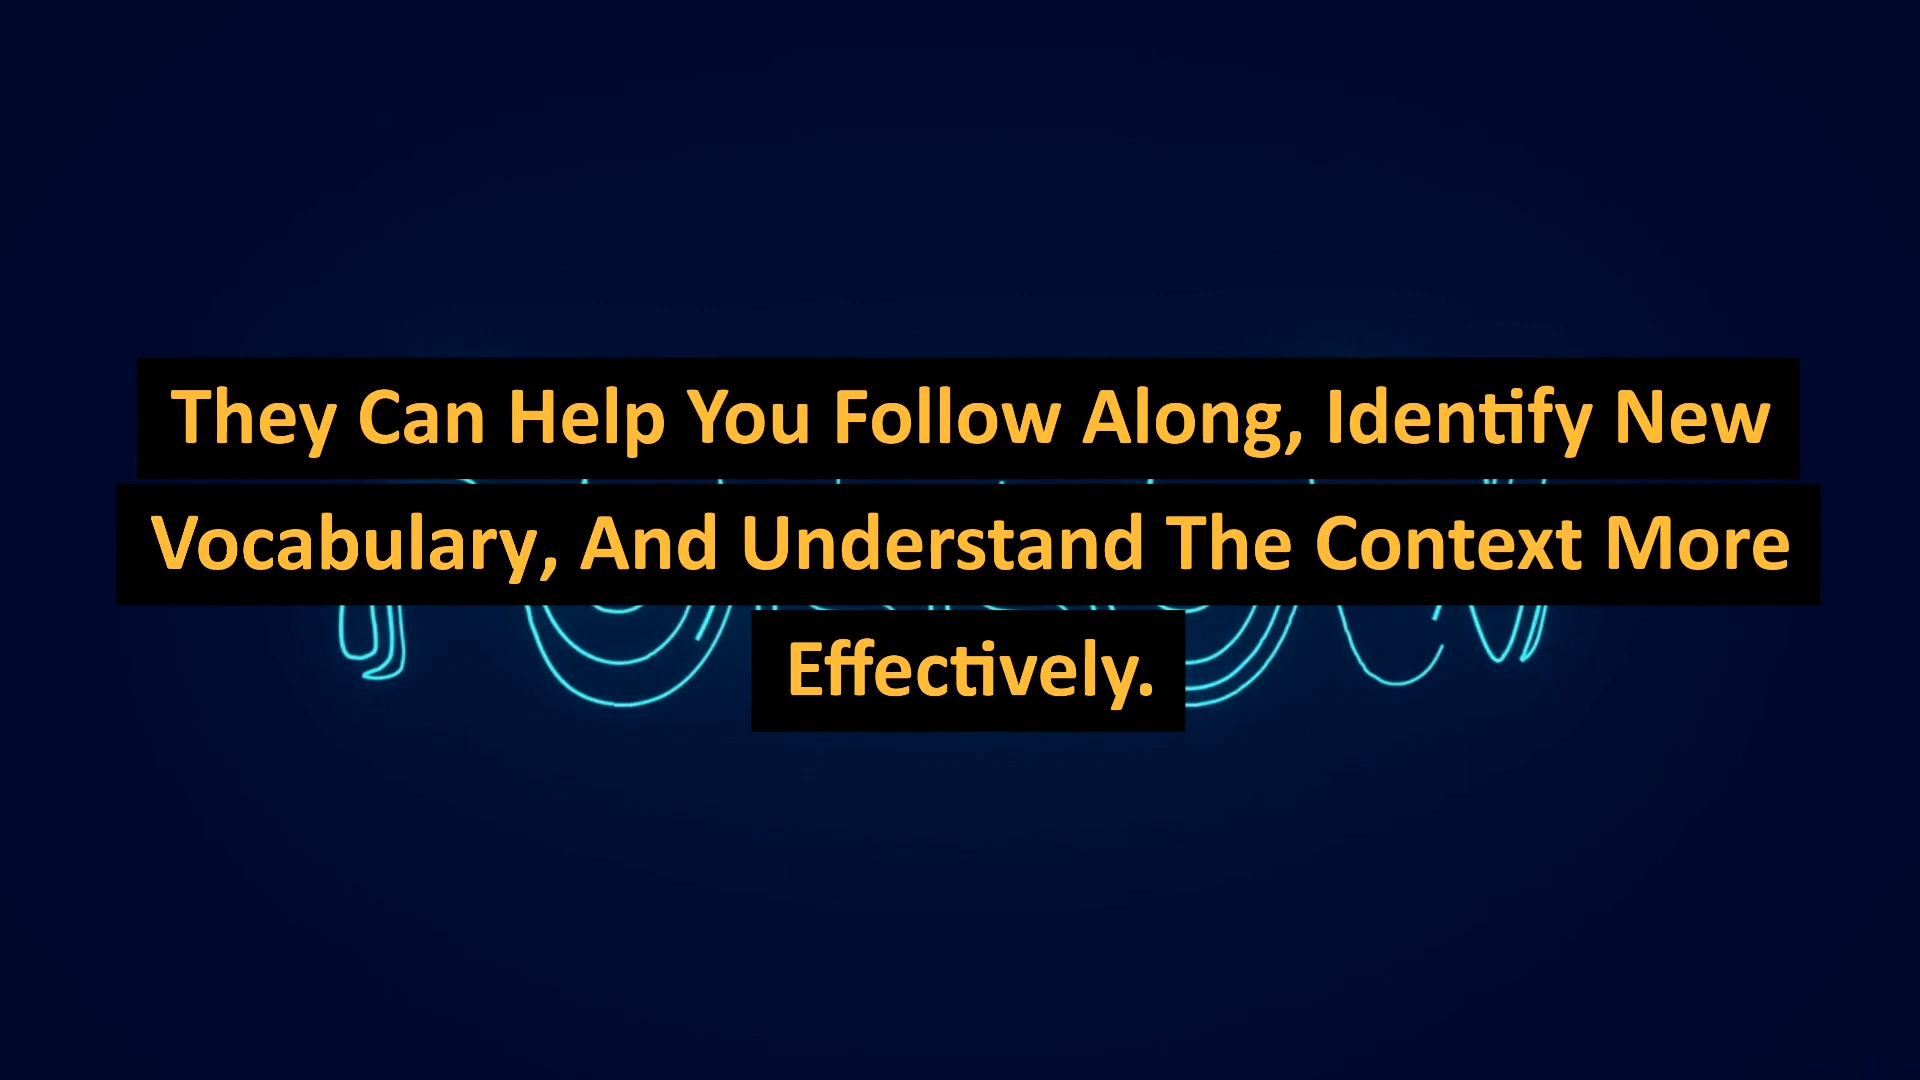 They Can Help You Follow Along, Identify New
Vocabulary, And Understand The Context More
Effectively.